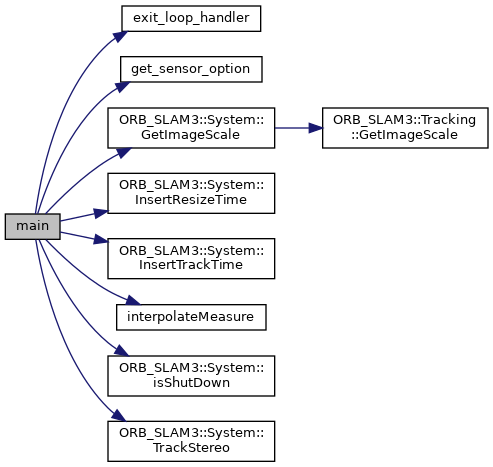 exit_loop_handler
get_sensor_option
ORB_SLAM3::System::
GetImageScale
ORB_SLAM3::Tracking
::GetImageScale
ORB_SLAM3::System::
InsertResizeTime
main
ORB_SLAM3::System::
InsertTrackTime
interpolateMeasure
ORB_SLAM3::System::
isShutDown
ORB_SLAM3::System::
TrackStereo